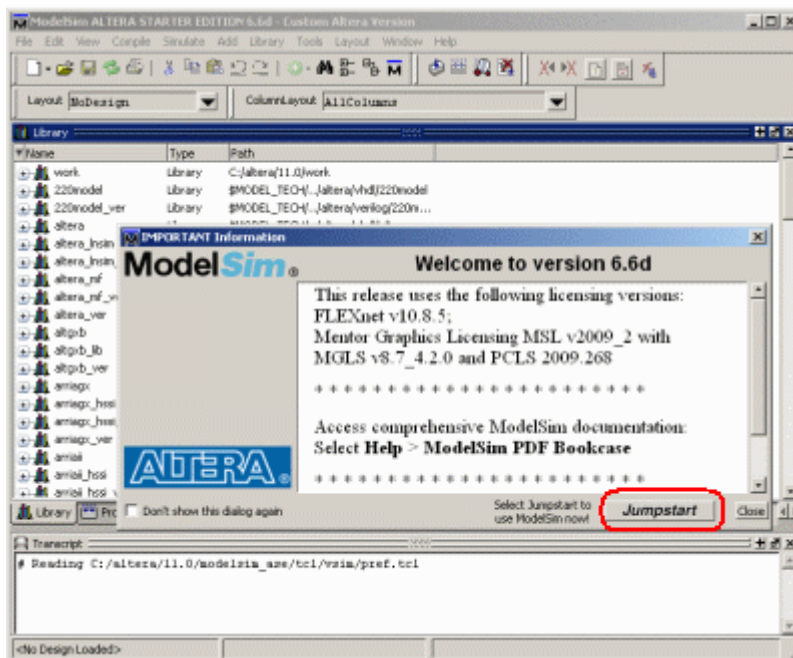 ModelSim ALTERA STARTER EDITION 6.6d - Custom Altera Version
File Edit View Compile Simulate Add Library Tools Layout Window Help
Layout NoDesign
ColumnLayout AllColumns
Library
Name Type Path
work Library C:/altera/11.0/work
220model Library $MODEL_TECH/../altera/vhdl/220model
220model_ver Library $MODEL_TECH/../altera/verilog/220m...
altera
altera_lnsim
altera_lnsim_
altera_mf
altera_mf_v
altera_ver
altgxb
altgxb_lib
altgxb_ver
arriagx
arriagx_hssi
arriagx_hssi_
arriagx_ver
arriaii
arriaii_hssi
arriaii_hssi_v
IMPORTANT Information
ModelSim®
Welcome to version 6.6d
This release uses the following licensing versions:
FLEXnet v10.8.5;
Mentor Graphics Licensing MSL v2009_2 with
MGLS v8.7_4.2.0 and PCLS 2009.268
* * * * * * * * * * * * * * * * * * * * * * *
Access comprehensive ModelSim documentation:
Select Help > ModelSim PDF Bookcase
* * * * * * * * * * * * * * * * * * * * * * *
ALTERA®
Don't show this dialog again
Select Jumpstart to
use ModelSim now!
Jumpstart
Close
Library
Transcript
# Reading C:/altera/11.0/modelsim_ase/tcl/vsim/pref.tcl
<No Design Loaded>